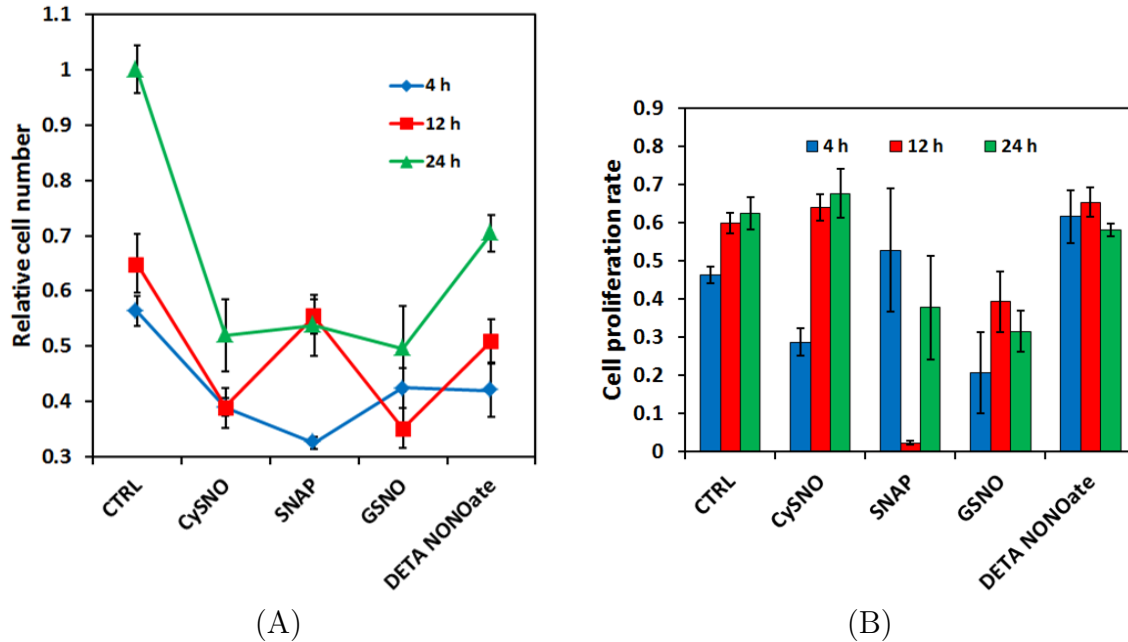 1.1
1
0.9
0.8
0.7
0.6
0.5
0.4
0.3
Relative cell number
4 h
12 h
24 h
CTRL
CySNO
SNAP
GSNO
DETA NONOate
(A)
0.9
0.8
0.7
0.6
0.5
0.4
0.3
0.2
0.1
0
Cell proliferation rate
4 h 12 h 24 h
CTRL
CySNO
SNAP
GSNO
DETA NONOate
(B)